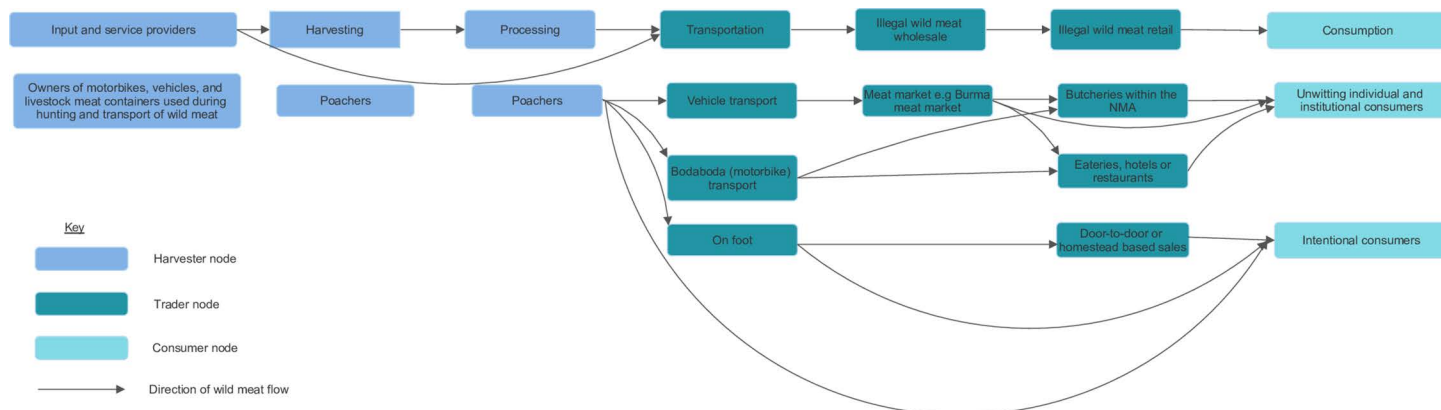 Input and service providers
Harvesting
Processing
Transportation
Illegal wild meat
wholesale
Illegal wild meat retail
Consumption
Owners of motorbikes, vehicles, and
livestock meat containers used during
hunting and transport of wild meat
Poachers
Poachers
Vehicle transport
Meat market e.g Burma
meat market
Butcheries within the
NMA
Unwitting individual and
institutional consumers
Bodaboda (motorbike)
transport
Eateries, hotels or
restaurants
On foot
Door-to-door or
homestead based sales
Intentional consumers
Key
Harvester node
Trader node
Consumer node
Direction of wild meat flow